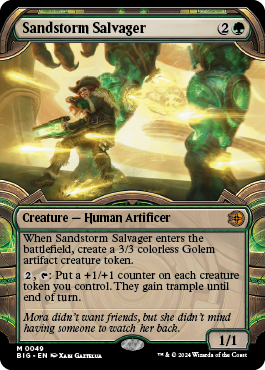 Sandstorm Salvager 2
Creature — Human Artificer
When Sandstorm Salvager enters the
battlefield, create a 3/3 colorless Golem
artifact creature token.
2, : Put a +1/+1 counter on each creature
token you control. They gain trample until
end of turn.
Mora didn't want friends, but she didn't mind
having someone to watch her back.
1/1
M 0049
BIG • EN Xabi Gaztelua
™ & © 2024 Wizards of the Coast